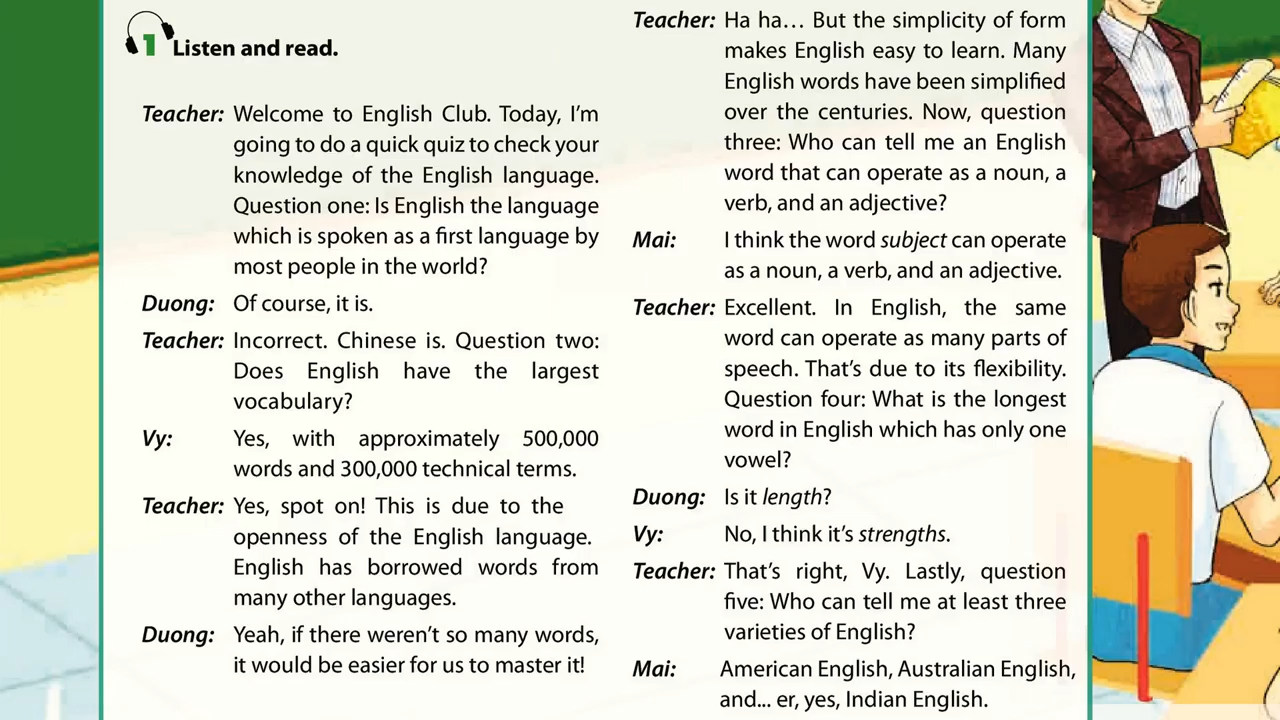 1 Listen and read.
Teacher: Welcome to English Club. Today, I'm
going to do a quick quiz to check your
knowledge of the English language.
Question one: Is English the language
which is spoken as a first language by
most people in the world?
Duong: Of course, it is.
Teacher: Incorrect. Chinese is. Question two:
Does English have the largest
vocabulary?
Vy: Yes, with approximately 500,000
words and 300,000 technical terms.
Teacher: Yes, spot on! This is due to the
openness of the English language.
English has borrowed words from
many other languages.
Duong: Yeah, if there weren't so many words,
it would be easier for us to master it!
Teacher: Ha ha… But the simplicity of form
makes English easy to learn. Many
English words have been simplified
over the centuries. Now, question
three: Who can tell me an English
word that can operate as a noun, a
verb, and an adjective?
Mai: I think the word subject can operate
as a noun, a verb, and an adjective.
Teacher: Excellent. In English, the same
word can operate as many parts of
speech. That's due to its flexibility.
Question four: What is the longest
word in English which has only one
vowel?
Duong: Is it length?
Vy: No, I think it's strengths.
Teacher: That's right, Vy. Lastly, question
five: Who can tell me at least three
varieties of English?
Mai: American English, Australian English,
and... er, yes, Indian English.